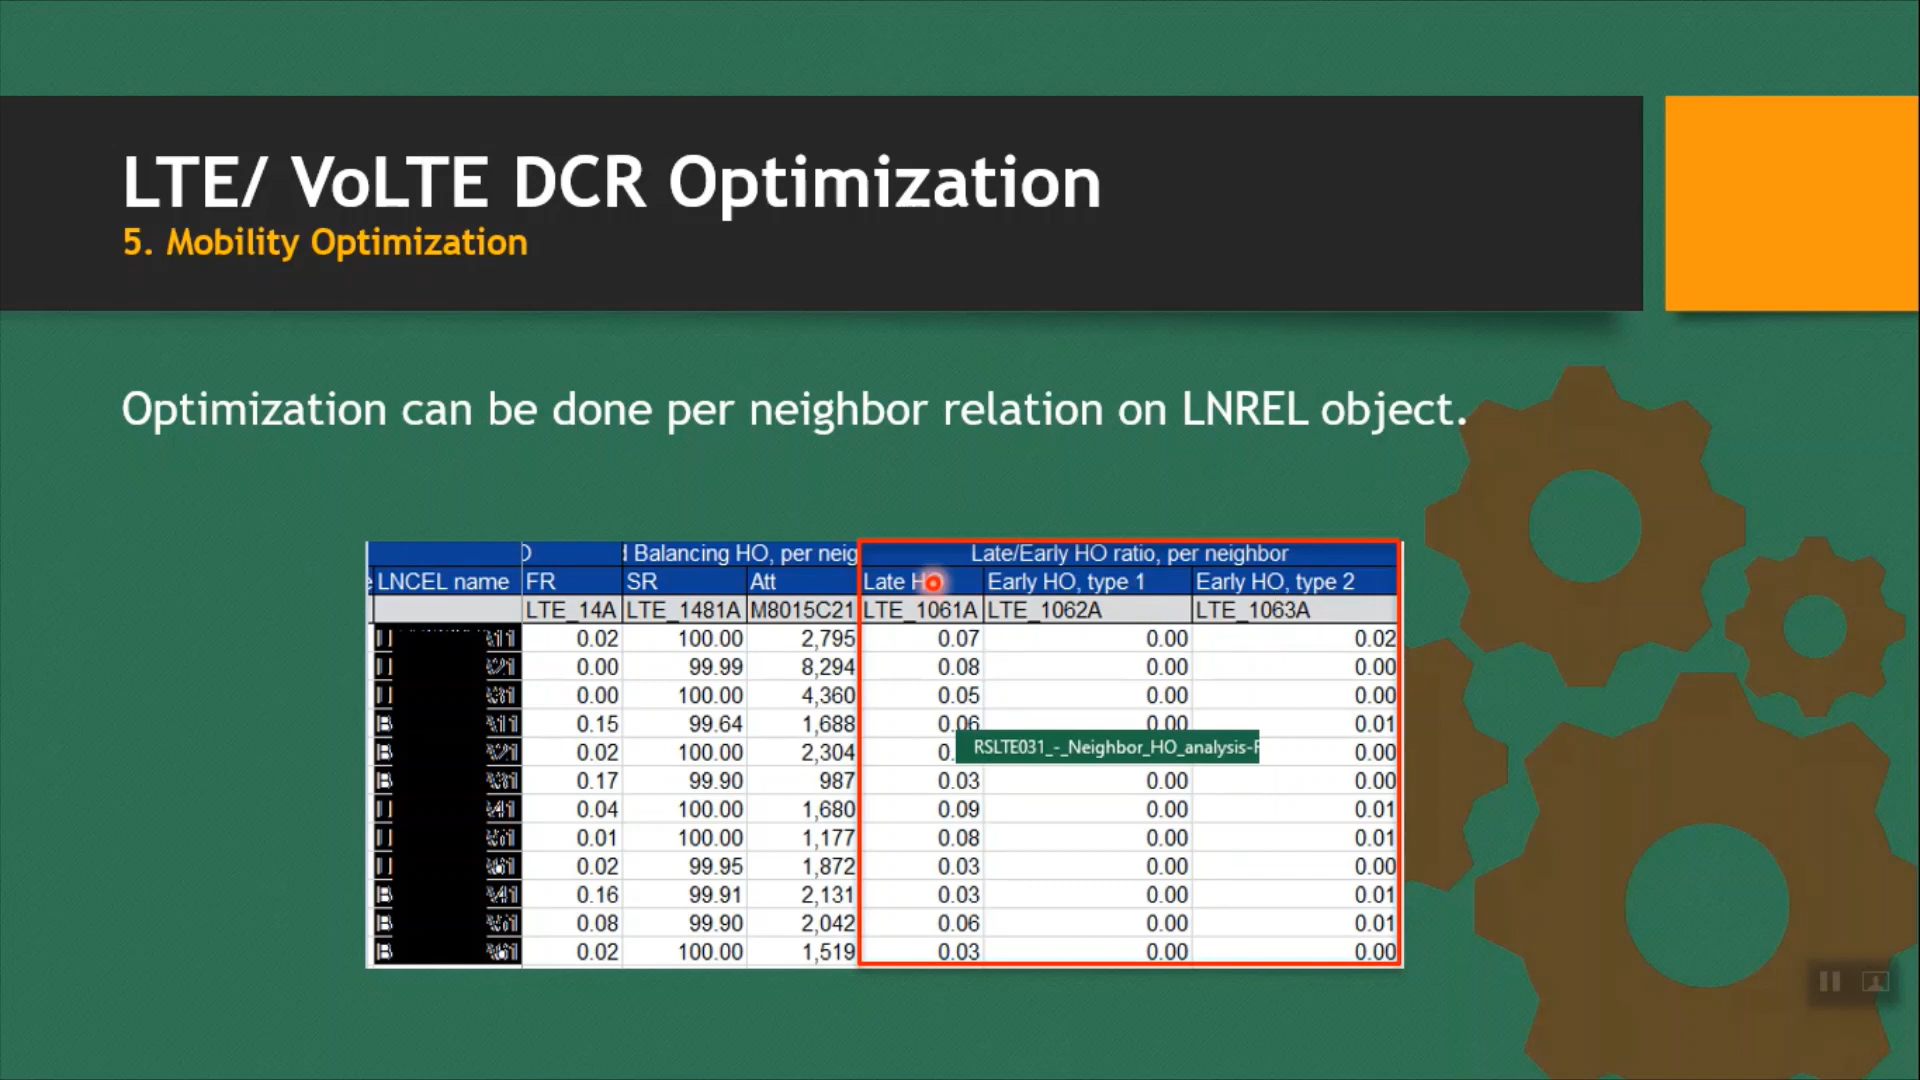 LTE/ VoLTE DCR Optimization
5. Mobility Optimization
Optimization can be done per neighbor relation on LNREL object.
Balancing HO, per neig Late/Early HO ratio, per neighbor
LNCEL name FR SR Att Late HO Early HO, type 1 Early HO, type 2
LTE_14A LTE_1481A M8015C21 LTE_1061A LTE_1062A LTE_1063A
0.02 100.00 2,795 0.07 0.00 0.02
0.00 99.99 8,294 0.08 0.00 0.00
0.00 100.00 4,360 0.05 0.00 0.00
B 0.15 99.64 1,688 0.06 0.00 0.01
B 0.02 100.00 2,304 0. 0.00
RSLTE031_-_Neighbor_HO_analysis-
B 0.17 99.90 987 0.03 0.00 0.00
0.04 100.00 1,680 0.09 0.00 0.01
0.01 100.00 1,177 0.08 0.00 0.01
0.02 99.95 1,872 0.03 0.00 0.00
B 0.16 99.91 2,131 0.03 0.00 0.01
B 0.08 99.90 2,042 0.06 0.00 0.01
B 0.02 100.00 1,519 0.03 0.00 0.00